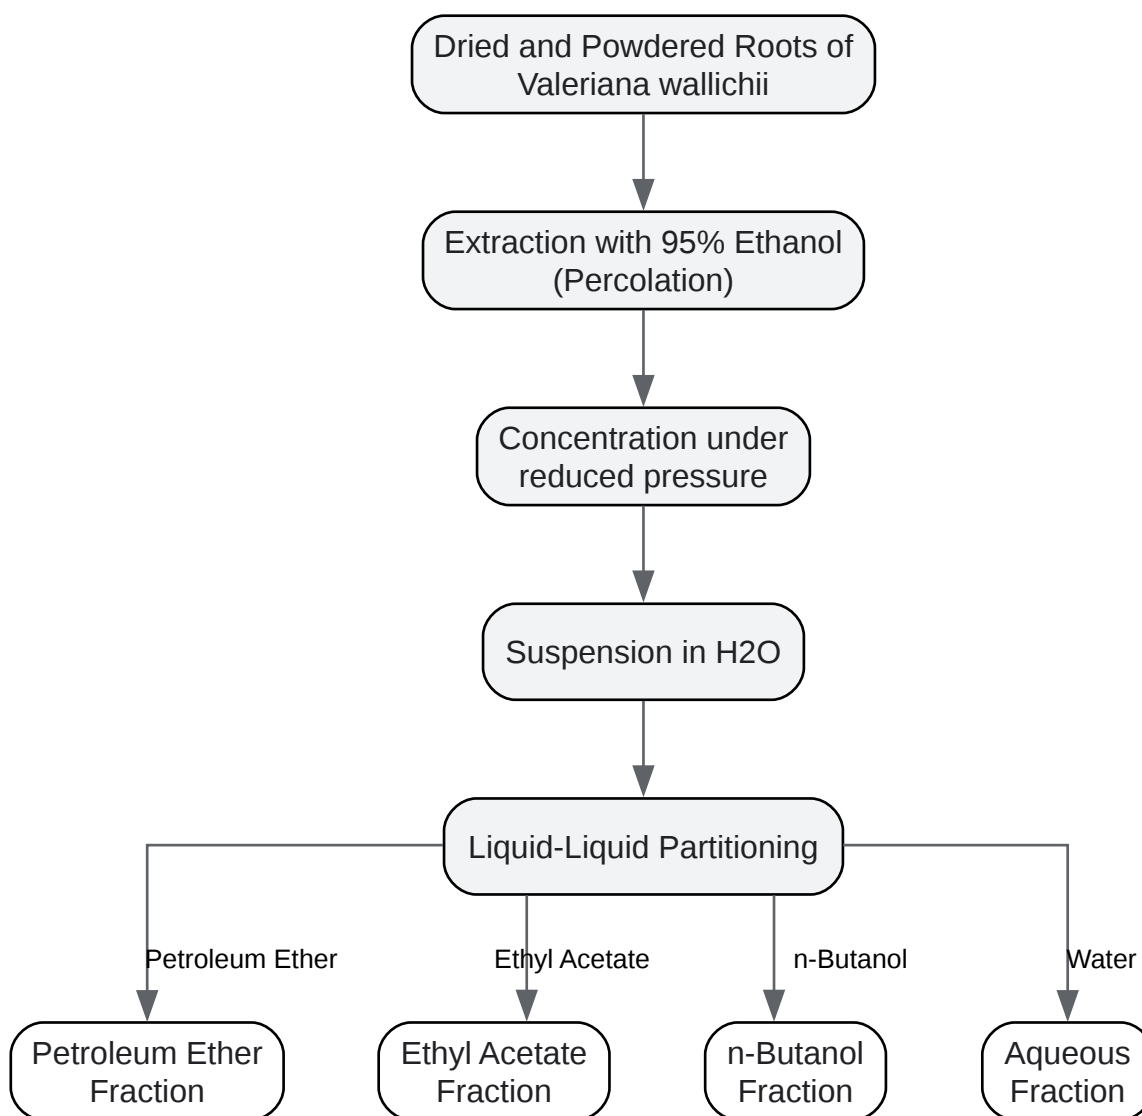 Dried and Powdered Roots of
Valeriana wallichii
Extraction with 95% Ethanol
(Percolation)
Concentration under
reduced pressure
Suspension in H2O
Liquid-Liquid Partitioning
Petroleum Ether
Ethyl Acetate
n-Butanol
Water
Petroleum Ether
Fraction
Ethyl Acetate
Fraction
n-Butanol
Fraction
Aqueous
Fraction